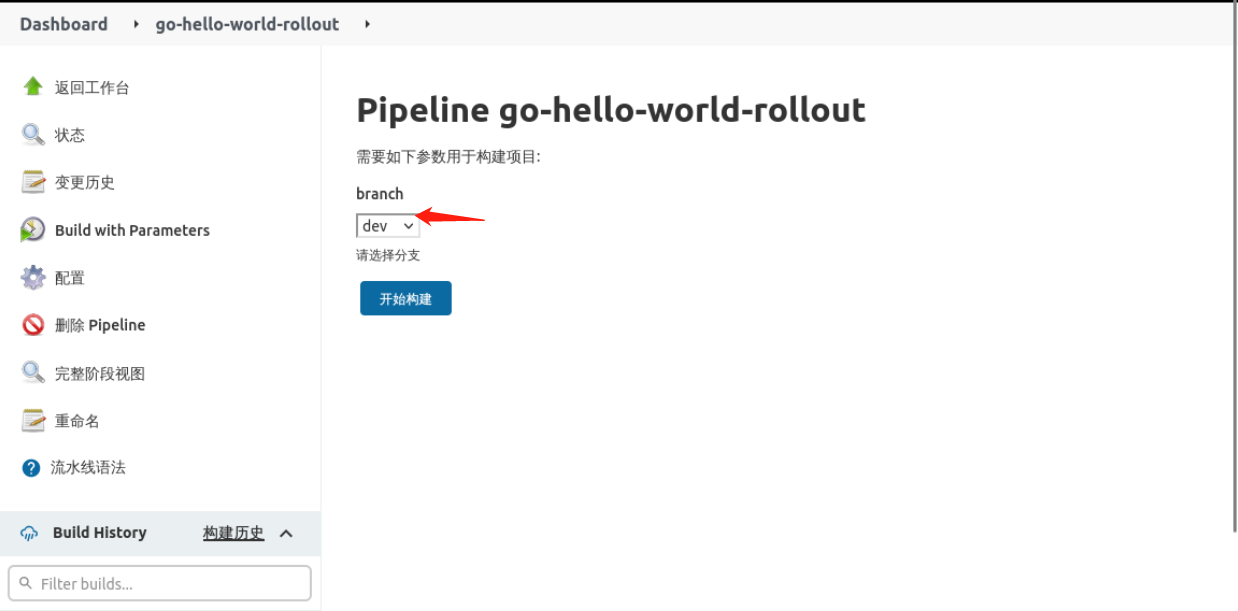 Dashboard go-hello-world-rollout
返回工作台
状态
变更历史
Build with Parameters
配置
删除 Pipeline
完整阶段视图
重命名
流水线语法
Build History 构建历史
Filter builds...
Pipeline go-hello-world-rollout
需要如下参数用于构建项目:
branch
dev
请选择分支
开始构建